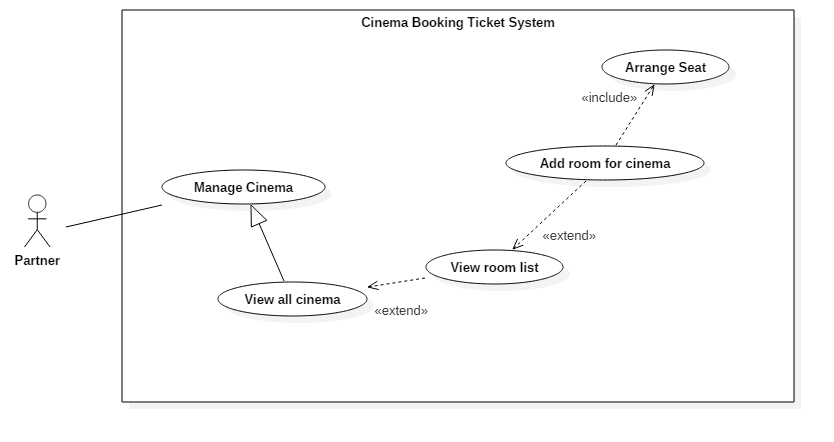 Cinema Booking Ticket System
Arrange Seat
«include»
Add room for cinema
Manage Cinema
«extend»
Partner
View room list
View all cinema
«extend»